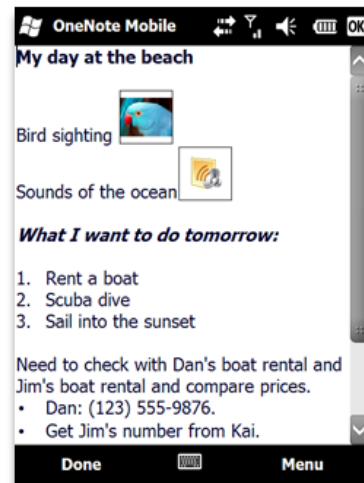 OneNote Mobile OK
My day at the beach
Bird sighting
Sounds of the ocean
What I want to do tomorrow:
1. Rent a boat
2. Scuba dive
3. Sail into the sunset
Need to check with Dan's boat rental and
Jim's boat rental and compare prices.
• Dan: (123) 555-9876.
• Get Jim's number from Kai.
Done Menu